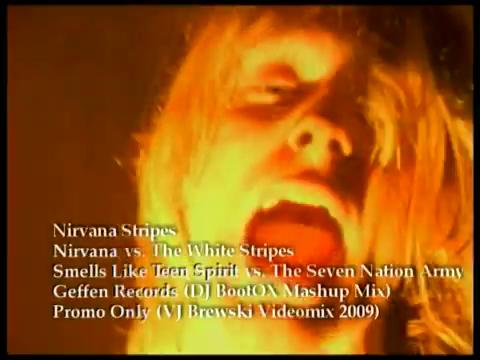 Nirvana Stripes
Nirvana vs. The White Stripes
Smells Like Teen Spirit vs. The Seven Nation Army
Geffen Records (DJ BootOX Mashup Mix)
Promo Only (VJ Brewski Videomix 2009)